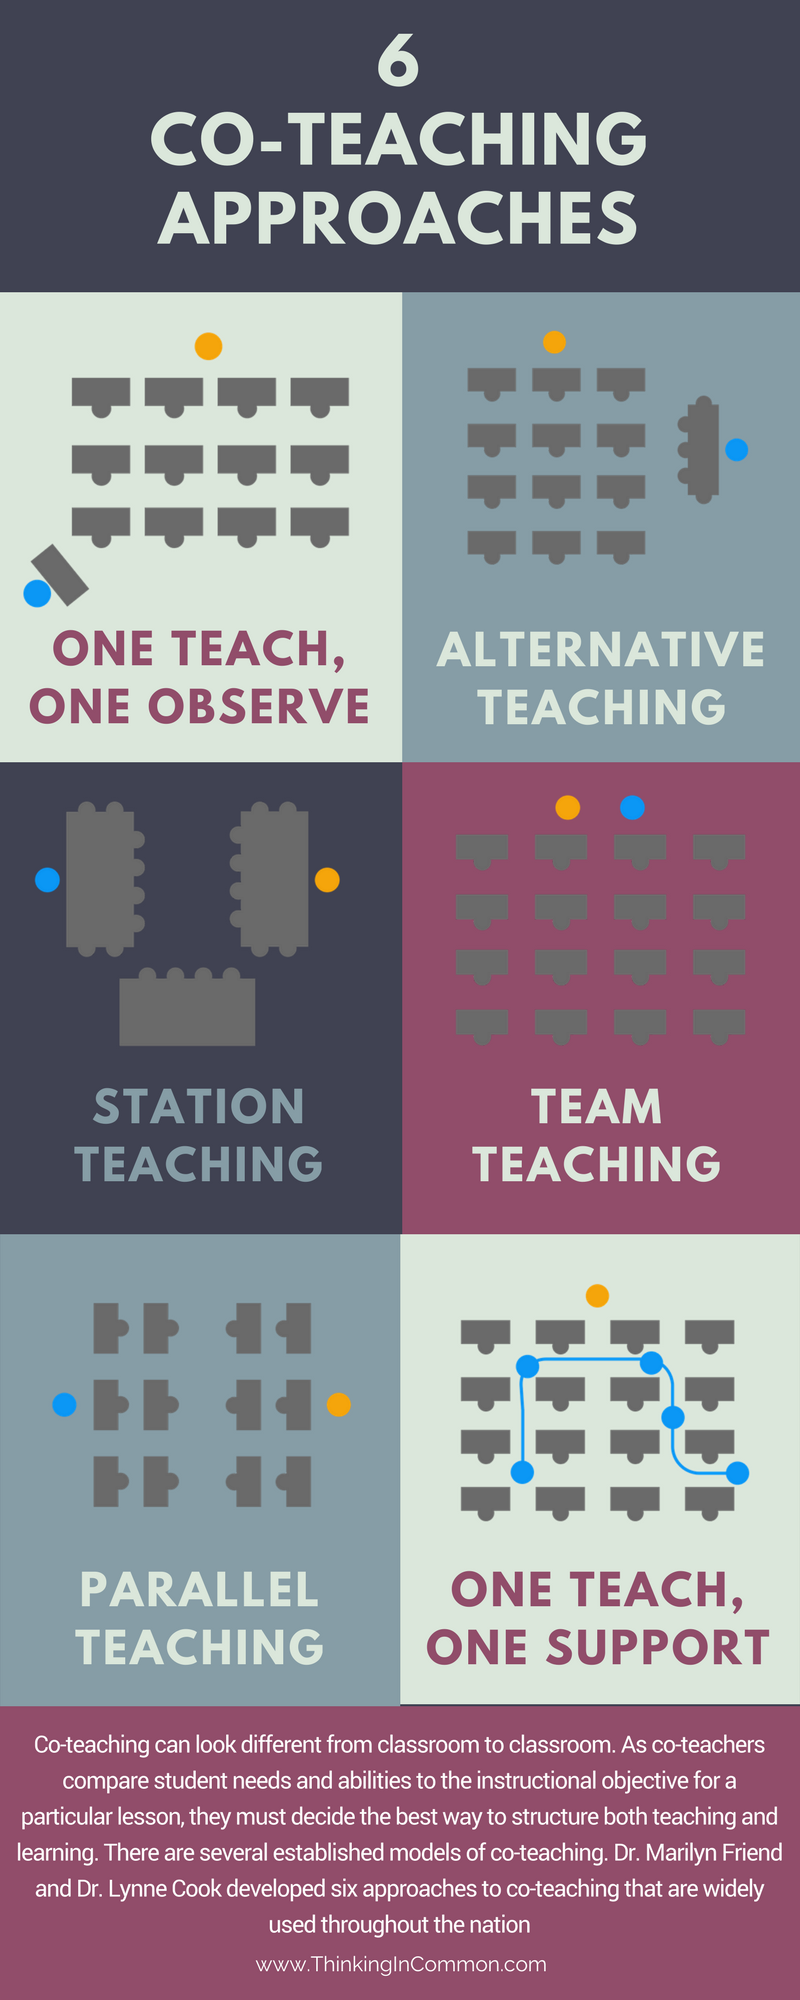 6
CO-TEACHING
APPROACHES
ONE TEACH,
ONE OBSERVE
ALTERNATIVE
TEACHING
STATION
TEACHING
TEAM
TEACHING
PARALLEL
TEACHING
ONE TEACH,
ONE SUPPORT
Co-teaching can look different from classroom to classroom. As co-teachers
compare student needs and abilities to the instructional objective for a
particular lesson, they must decide the best way to structure both teaching and
learning. There are several established models of co-teaching. Dr. Marilyn Friend
and Dr. Lynne Cook developed six approaches to co-teaching that are widely
used throughout the nation
www.ThinkingInCommon.com